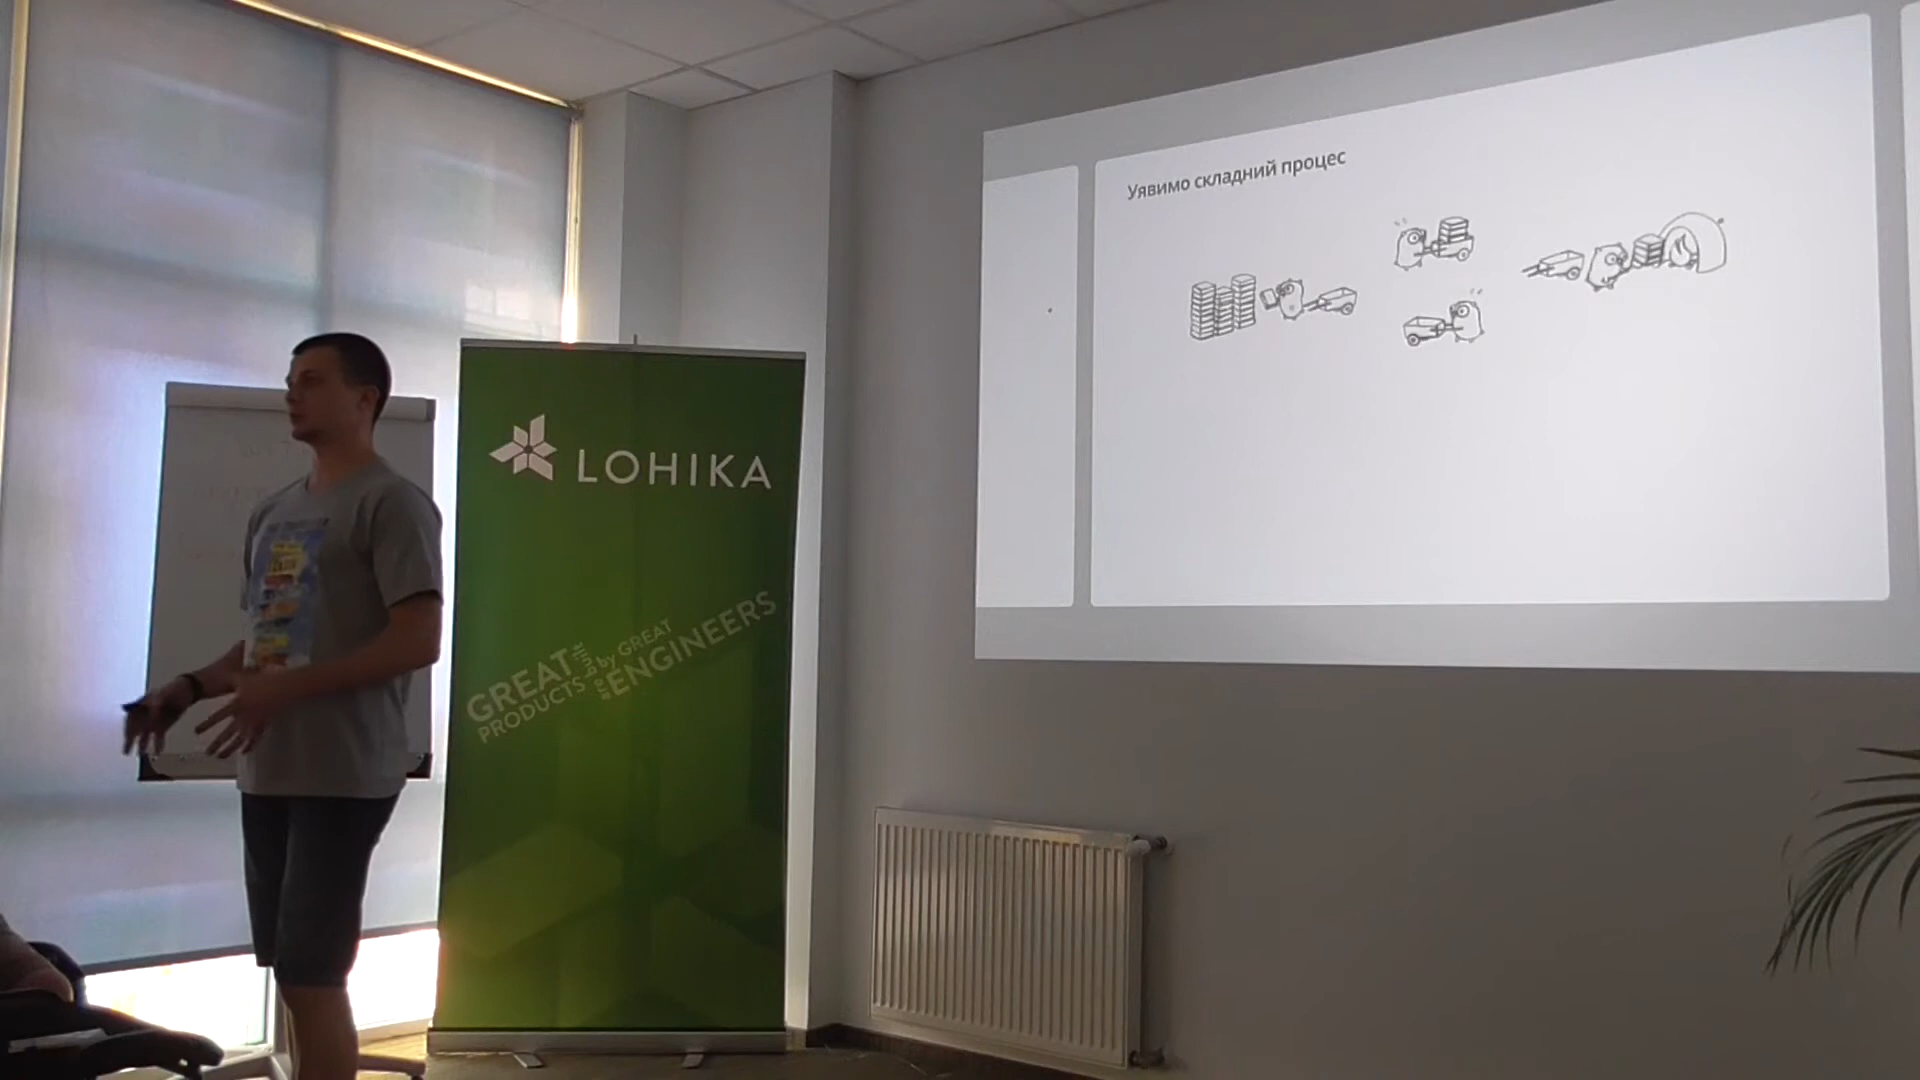 Уявимо складний процес
LOHIKA
GREAT PRODUCTS are built by GREAT ENGINEERS